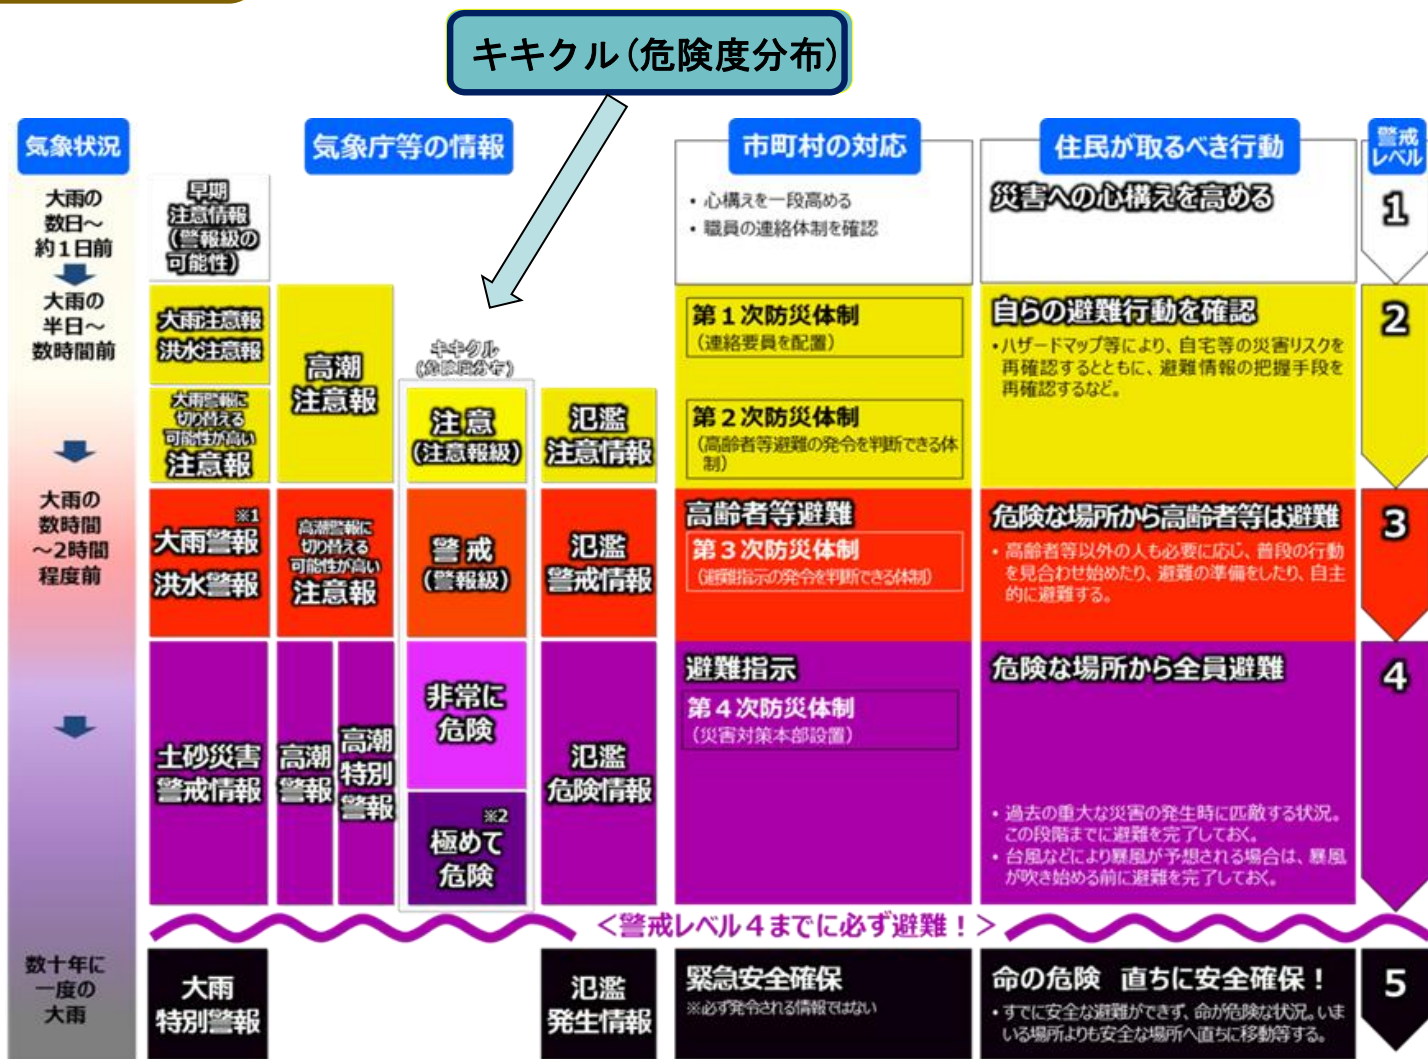 キキクル(危険度分布)
気象状況
気象庁等の情報
市町村の対応
住民が取るべき行動
警戒
レベル
大雨の
数日～
約1日前
早期
注意情報
(警報級の
可能性)
• 心構えを一段高める
• 職員の連絡体制を確認
災害への心構えを高める
1
大雨の
半日～
数時間前
大雨注意報
洪水注意報
高潮
注意報
キキクル
(危険度分布)
第１次防災体制
(連絡要員を配置)
自らの避難行動を確認
• ハザードマップ等により、自宅等の災害リスクを
再確認するとともに、避難情報の把握手段を
再確認するなど。
2
大雨警報に
切り替える
可能性が高い
注意報
注意
(注意報級)
氾濫
注意情報
第２次防災体制
(高齢者等避難の発令を判断できる体
制)
大雨の
数時間
～2時間
程度前
※1
大雨警報
洪水警報
高潮警報に
切り替える
可能性が高い
注意報
警戒
(警報級)
氾濫
警戒情報
高齢者等避難
第３次防災体制
(避難指示の発令を判断できる体制)
危険な場所から高齢者等は避難
• 高齢者等以外の人も必要に応じ、普段の行動
を見合わせ始めたり、避難の準備をしたり、自主
的に避難する。
3
土砂災害
警戒情報
高潮
警報
高潮
特別
警報
非常に
危険
※2
極めて
危険
氾濫
危険情報
避難指示
第４次防災体制
(災害対策本部設置)
危険な場所から全員避難
• 過去の重大な災害の発生時に匹敵する状況。
この段階までに避難を完了しておく。
• 台風などにより暴風が予想される場合は、暴風
が吹き始める前に避難を完了しておく。
4
＜警戒レベル４までに必ず避難！＞
数十年に
一度の
大雨
大雨
特別警報
氾濫
発生情報
緊急安全確保
※必ず発令される情報ではない
命の危険 直ちに安全確保！
• すでに安全な避難ができず、命が危険な状況。いま
いる場所よりも安全な場所へ直ちに移動等する。
5